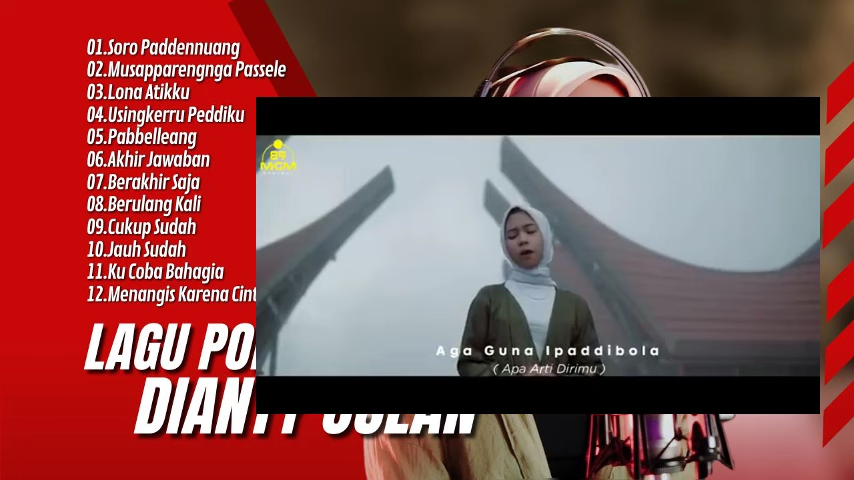 01.Soro Paddennuang
02.Musapparengnga Passele
03.Lona Atikku
04.Usingkerru Peddiku
05.Pabbelleang
06.Akhir Jawaban
07.Berakhir Saja
08.Berulang Kali
09.Cukup Sudah
10.Jauh Sudah
11.Ku Coba Bahagia
12.Menangis Karena Cint
89
MGM
Aga Guna Ipaddibola
( Apa Arti Dirimu )
LAGU